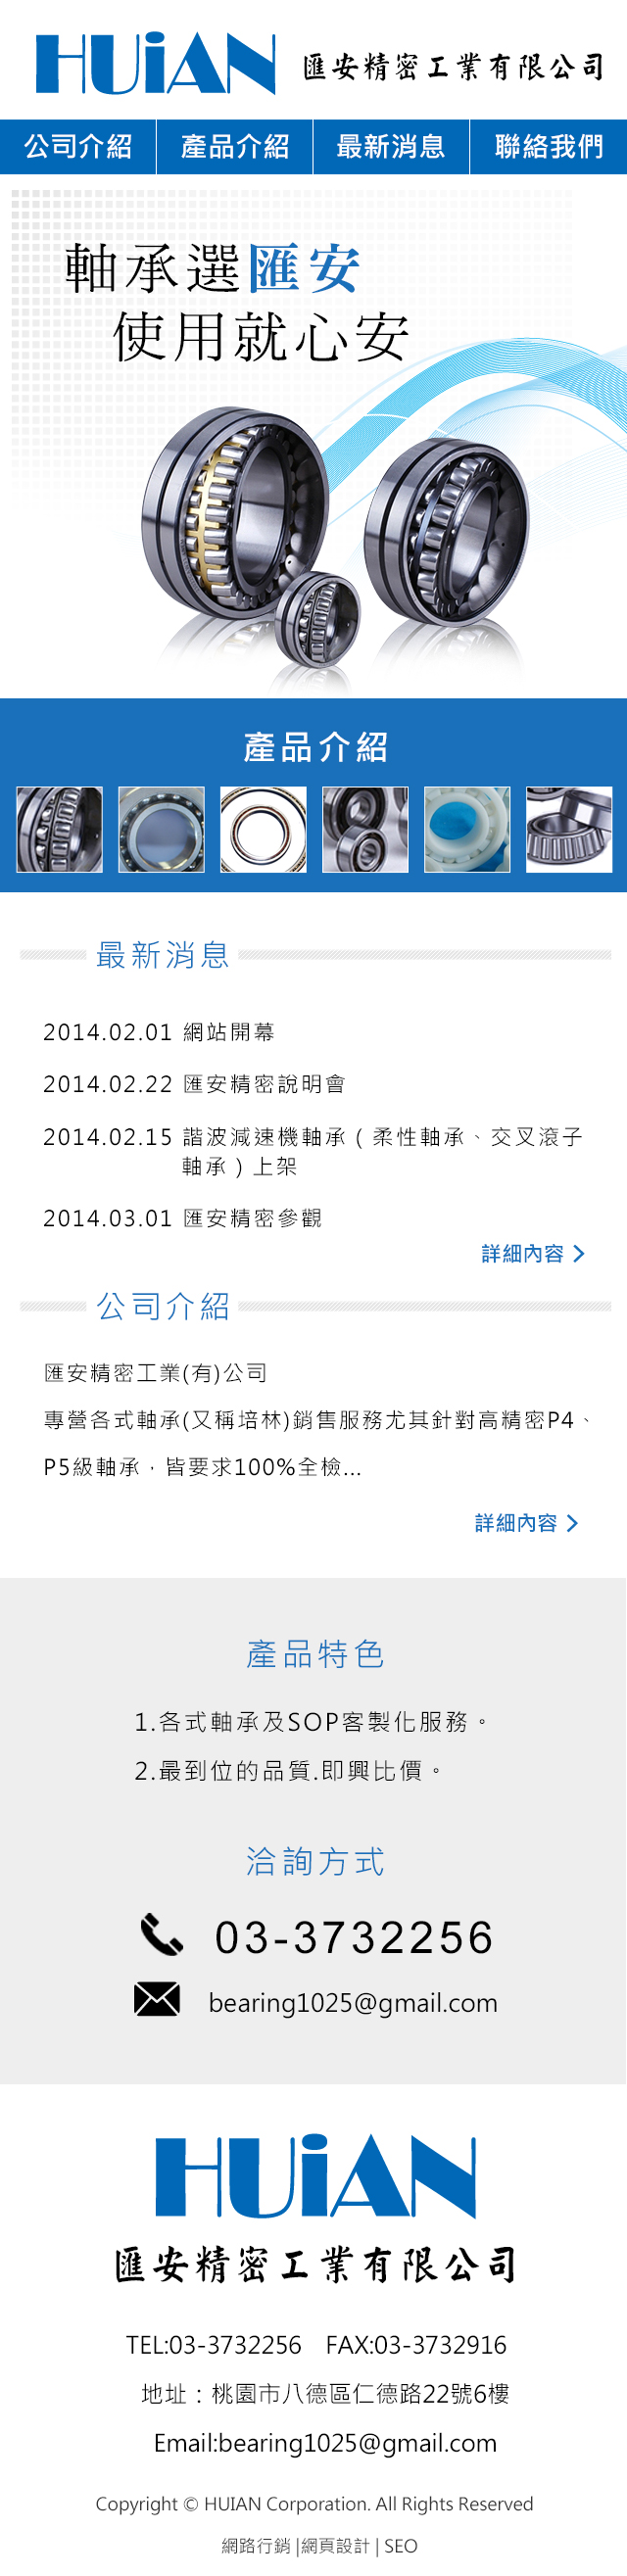 HUiAN 匯安精密工業有限公司
公司介紹 產品介紹 最新消息 聯絡我們
軸承選匯安
使用就心安
產品介紹
最新消息
2014.02.01 網站開幕
2014.02.22 匯安精密說明會
2014.02.15 諧波減速機軸承（柔性軸承、交叉滾子
軸承）上架
2014.03.01 匯安精密參觀
詳細內容
公司介紹
匯安精密工業(有)公司
專營各式軸承(又稱培林)銷售服務尤其針對高精密P4、
P5級軸承，皆要求100%全檢...
詳細內容
產品特色
1.各式軸承及SOP客製化服務。
2.最到位的品質.即興比價。
洽詢方式
03-3732256
bearing1025@gmail.com
HUiAN
匯安精密工業有限公司
TEL:03-3732256 FAX:03-3732916
地址：桃園市八德區仁德路22號6樓
Email:bearing1025@gmail.com
Copyright © HUIAN Corporation. All Rights Reserved
網路行銷 |網頁設計 | SEO